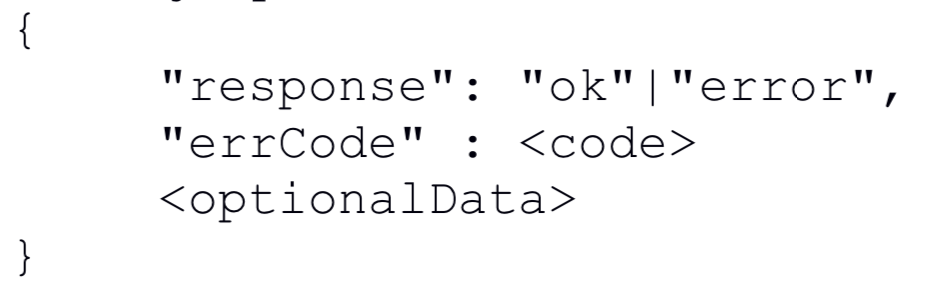 {
"response": "ok"|"error",
"errCode" : <code>
<optionalData>
}